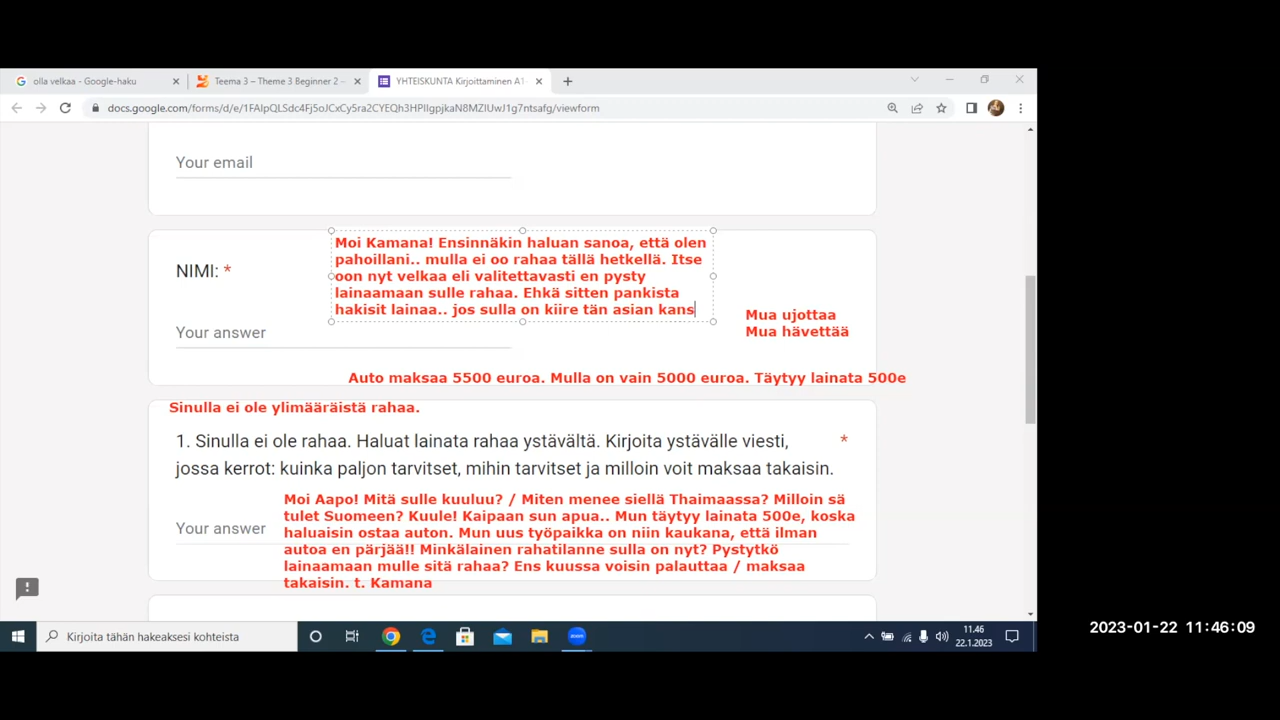 olla velkaa - Google-haku
Teema 3 – Theme 3 Beginner 2 –
YHTEISKUNTA Kirjoittaminen A1
docs.google.com/forms/d/e/1FAIpQLSdc4Fj5oJCxCy5ra2CYEQh3HPlIgpjkaN8MZIUwJ1g7ntsafg/viewform
Your email
Moi Kamana! Ensinnäkin haluan sanoa, että olen
pahoillani.. mulla ei oo rahaa tällä hetkellä. Itse
oon nyt velkaa eli valitettavasti en pysty
lainaamaan sulle rahaa. Ehkä sitten pankista
hakisit lainaa.. jos sulla on kiire tän asian kans
NIMI: *
Your answer
Mua ujottaa
Mua hävettää
Auto maksaa 5500 euroa. Mulla on vain 5000 euroa. Täytyy lainata 500e
Sinulla ei ole ylimääräistä rahaa.
1. Sinulla ei ole rahaa. Haluat lainata rahaa ystävältä. Kirjoita ystävälle viesti, *
jossa kerrot: kuinka paljon tarvitset, mihin tarvitset ja milloin voit maksaa takaisin.
Your answer
Moi Aapo! Mitä sulle kuuluu? / Miten menee siellä Thaimaassa? Milloin sä
tulet Suomeen? Kuule! Kaipaan sun apua.. Mun täytyy lainata 500e, koska
haluaisin ostaa auton. Mun uus työpaikka on niin kaukana, että ilman
autoa en pärjää!! Minkälainen rahatilanne sulla on nyt? Pystytkö
lainaamaan mulle sitä rahaa? Ens kuussa voisin palauttaa / maksaa
takaisin. t. Kamana
Kirjoita tähän hakeaksesi kohteista
zoom
11.46
22.1.2023
2023-01-22 11:46:09